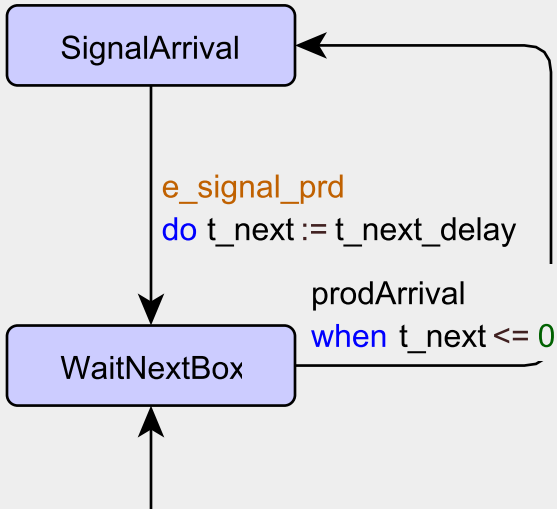 SignalArrival
e_signal_prd
do t_next := t_next_delay
prodArrival
when t_next <= 0
WaitNextBox